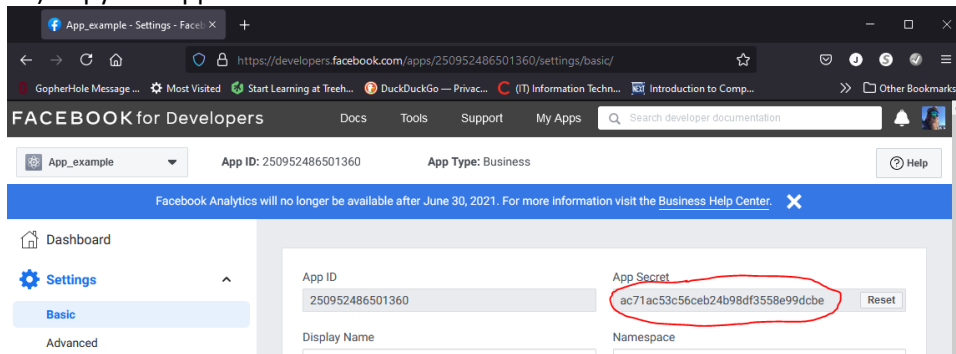 App_example - Settings - Faceb
https://developers.facebook.com/apps/250952486501360/settings/basic/
GopherHole Message ... Most Visited Start Learning at Treeh... DuckDuckGo — Privac... (IT) Information Techn... Introduction to Comp... Other Bookmarks
FACEBOOK for Developers Docs Tools Support My Apps Search developer documentation
App_example App ID: 250952486501360 App Type: Business Help
Facebook Analytics will no longer be available after June 30, 2021. For more information visit the Business Help Center.
Dashboard
Settings
App ID App Secret
250952486501360 ac71ac53c56ceb24b98df3558e99dcbe Reset
Basic
Display Name Namespace
Advanced